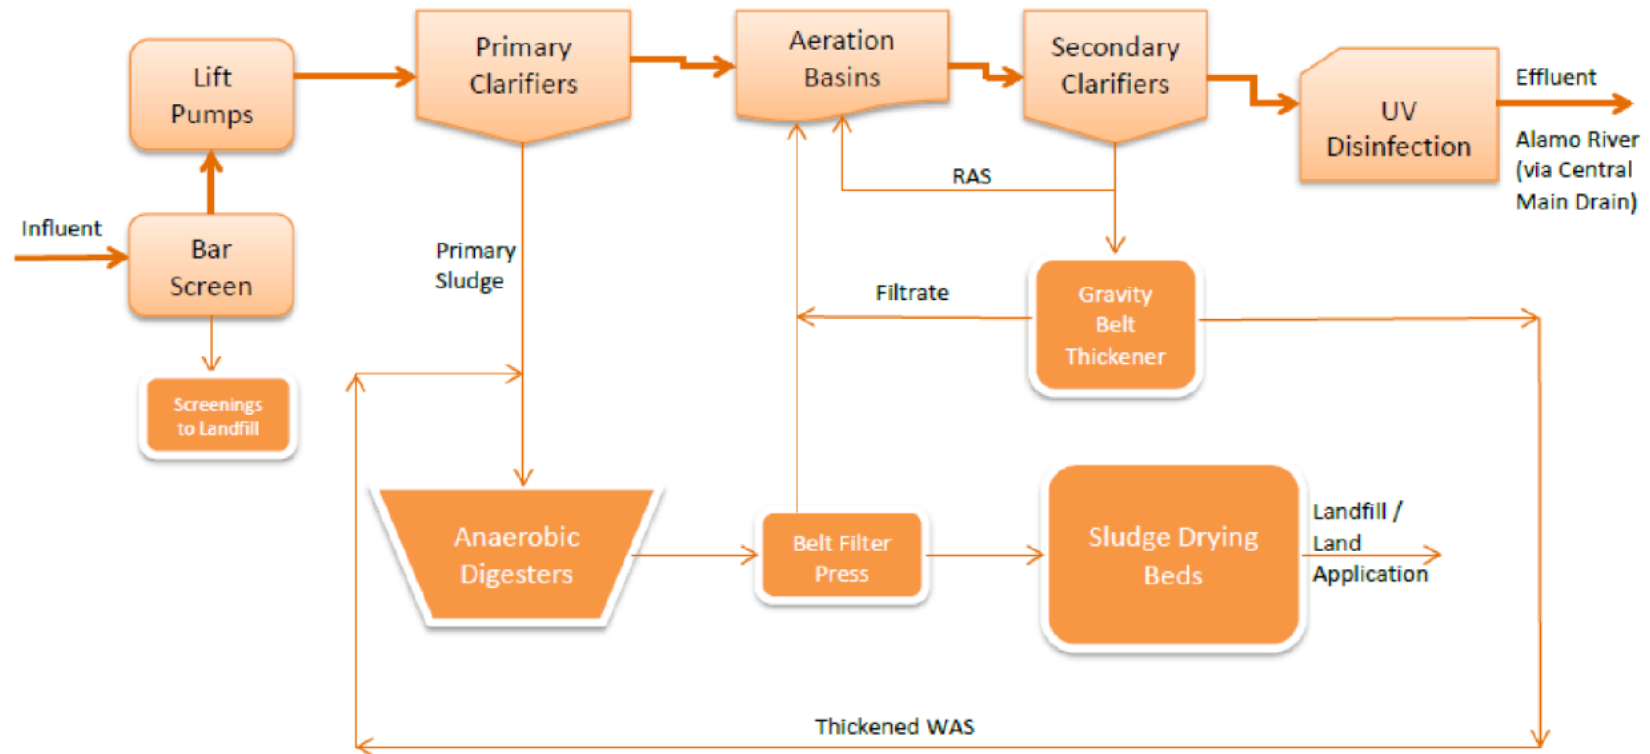 Lift
Pumps
Primary
Clarifiers
Aeration
Basins
Secondary
Clarifiers
UV
Disinfection
Effluent
Alamo River
(via Central
Main Drain)
Influent
Bar
Screen
RAS
Primary
Sludge
Filtrate
Gravity
Belt
Thickener
Screenings
to Landfill
Anaerobic
Digesters
Belt Filter
Press
Sludge Drying
Beds
Landfill /
Land
Application
Thickened WAS